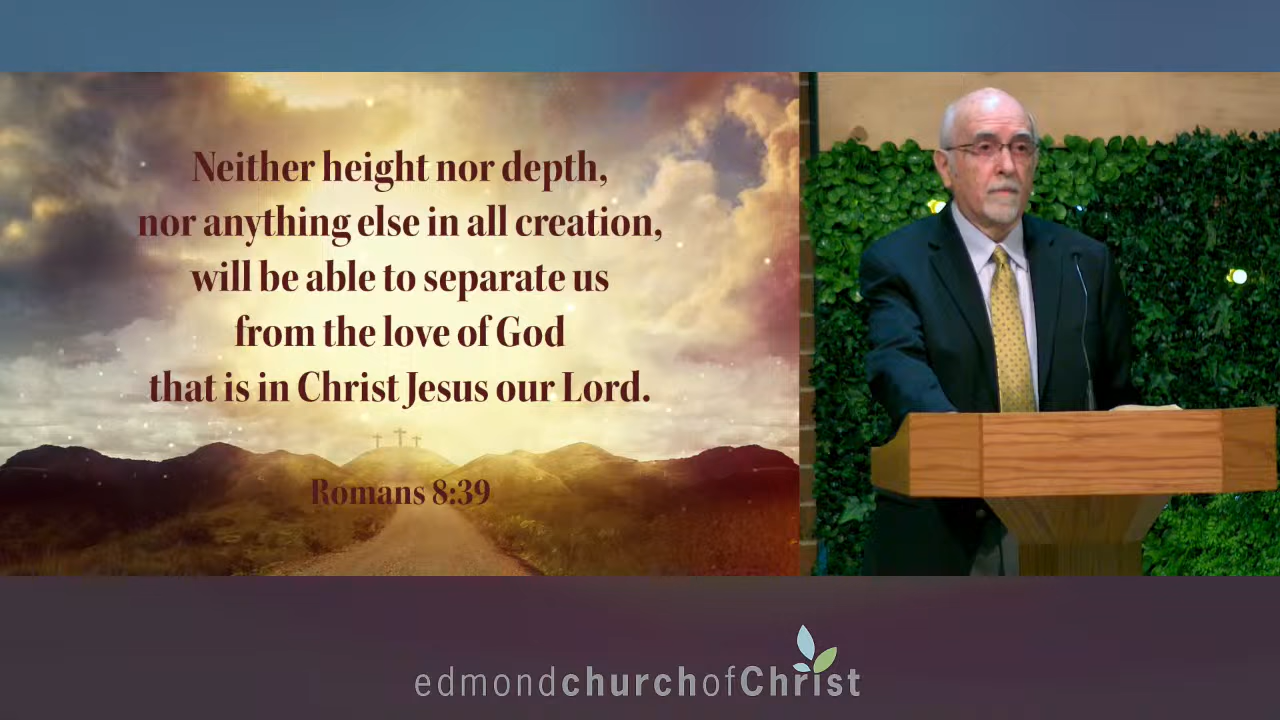 Neither height nor depth,
nor anything else in all creation,
will be able to separate us
from the love of God
that is in Christ Jesus our Lord.
Romans 8:39
edmondchurchofChrist